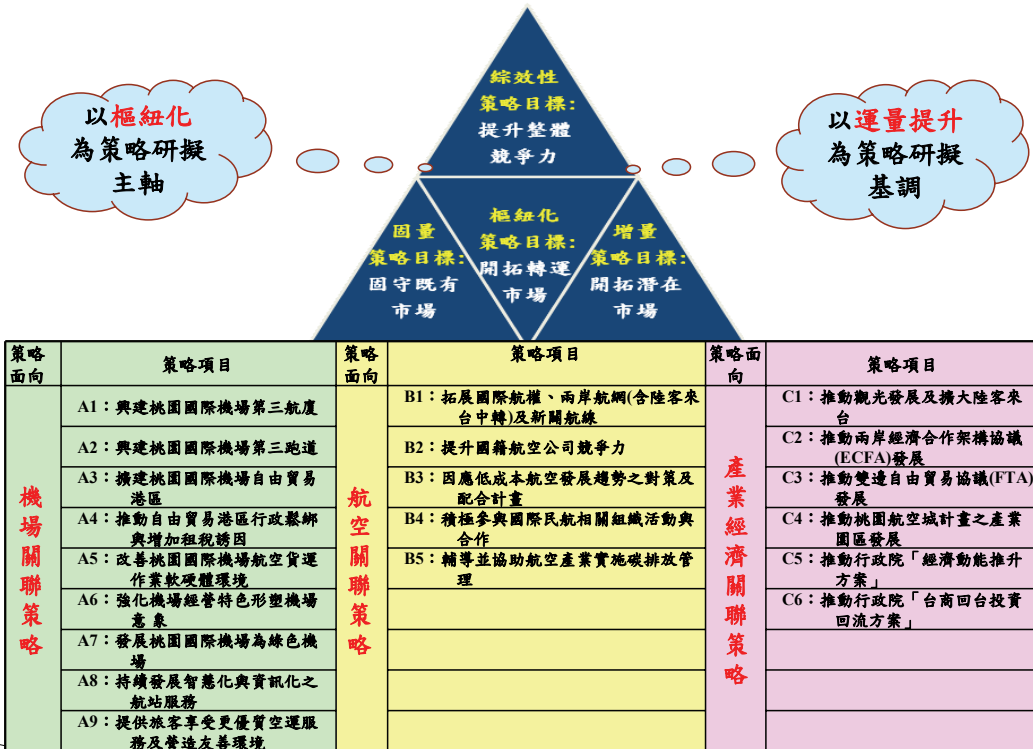 綜效性
策略目標:
提升整體
競爭力
以樞紐化
為策略研擬
主軸
以運量提升
為策略研擬
基調
固量
策略目標:
固守既有
市場
樞紐化
策略目標:
開拓轉運
市場
增量
策略目標:
開拓潛在
市場
策略
面向
策略項目
機場關聯策略
A1：興建桃園國際機場第三航廈
A2：興建桃園國際機場第三跑道
A3：擴建桃園國際機場自由貿易
港區
A4：推動自由貿易港區行政鬆綁
與增加租稅誘因
A5：改善桃園國際機場航空貨運
作業軟硬體環境
A6：強化機場經營特色形塑機場
意象
A7：發展桃園國際機場為綠色機
場
A8：持續發展智慧化與資訊化之
航站服務
A9：提供旅客享受更優質空運服
務及營造友善環境
策略
面向
策略項目
航空關聯策略
B1：拓展國際航權、兩岸航網(含陸客來
台中轉)及新闢航線
B2：提升國籍航空公司競爭力
B3：因應低成本航空發展趨勢之對策及
配合計畫
B4：積極參與國際民航相關組織活動與
合作
B5：輔導並協助航空產業實施碳排放管
理
策略面
向
策略項目
產業經濟關聯策略
C1：推動觀光發展及擴大陸客來
台
C2：推動兩岸經濟合作架構協議
(ECFA)發展
C3：推動雙邊自由貿易協議(FTA)
發展
C4：推動桃園航空城計畫之產業
園區發展
C5：推動行政院「經濟動能推升
方案」
C6：推動行政院「台商回台投資
回流方案」